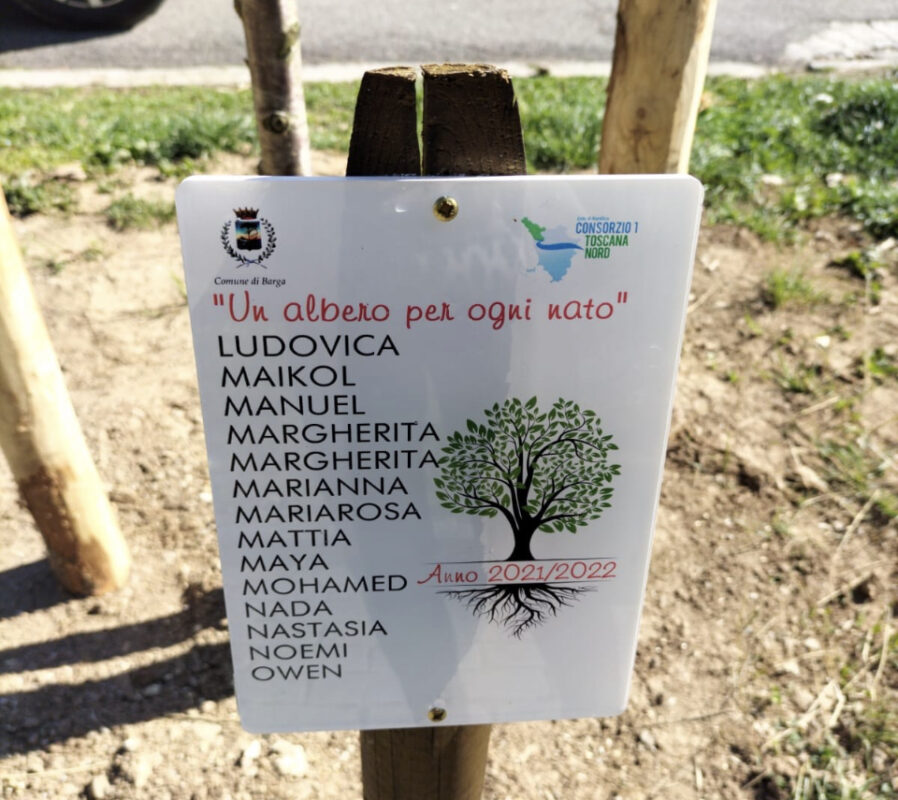 Comune di Barga
CONSORZIO 1
TOSCANA
NORD
"Un albero per ogni nato"
LUDOVICA
MAIKOL
MANUEL
MARGHERITA
MARGHERITA
MARIANNA
MARIAROSA
MATTIA
MAYA
MOHAMED
NADA
NASTASIA
NOEMI
OWEN
Anno 2021/2022